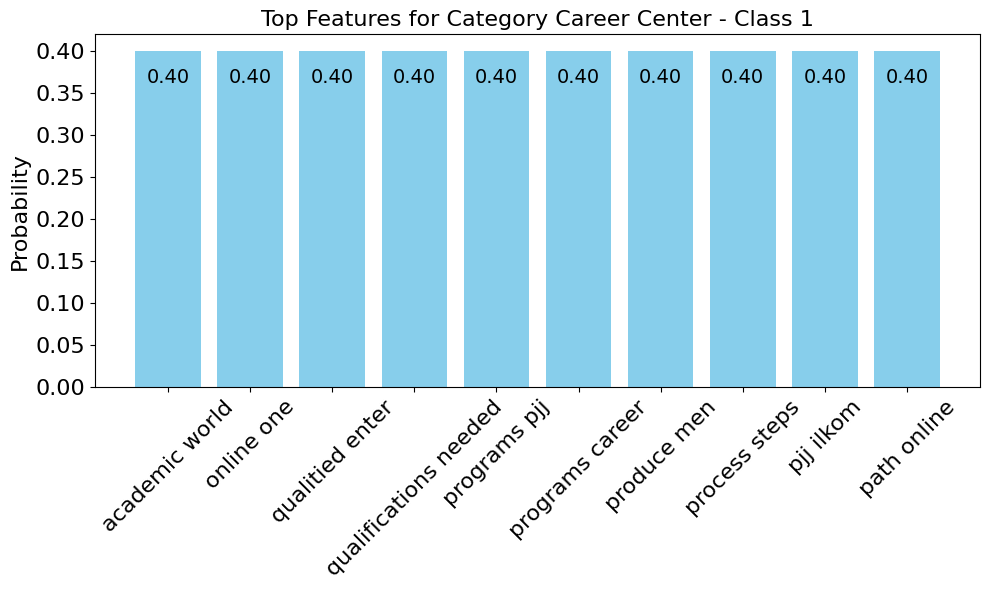 Top Features for Category Career Center - Class 1
Probability
0.40
0.35
0.30
0.25
0.20
0.15
0.10
0.05
0.00
0.40
0.40
0.40
0.40
0.40
0.40
0.40
0.40
0.40
0.40
academic world
online one
qualitied enter
qualifications needed
programs pjj
programs career
produce men
process steps
pjj ilkom
path online